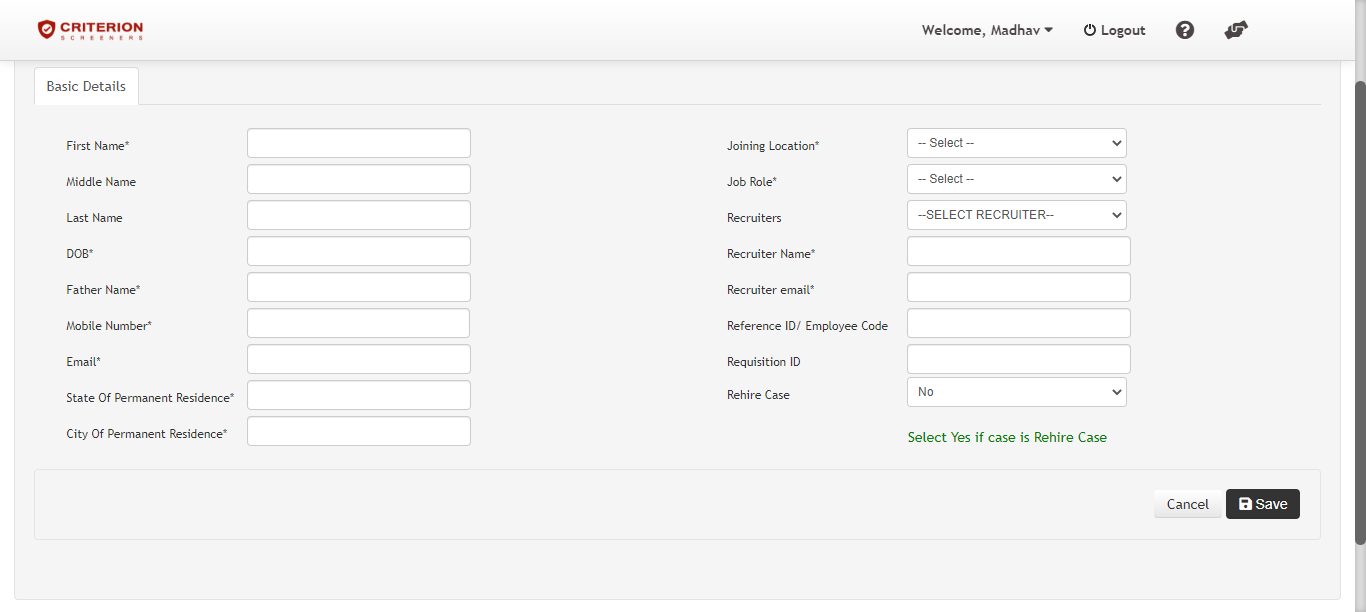 CRITERION
SCREENERS
Welcome, Madhav
Logout
Basic Details
First Name*
Middle Name
Last Name
DOB*
Father Name*
Mobile Number*
Email*
State Of Permanent Residence*
City Of Permanent Residence*
Joining Location*
-- Select --
Job Role*
-- Select --
Recruiters
--SELECT RECRUITER--
Recruiter Name*
Recruiter email*
Reference ID/ Employee Code
Requisition ID
Rehire Case
No
Select Yes if case is Rehire Case
Cancel
Save